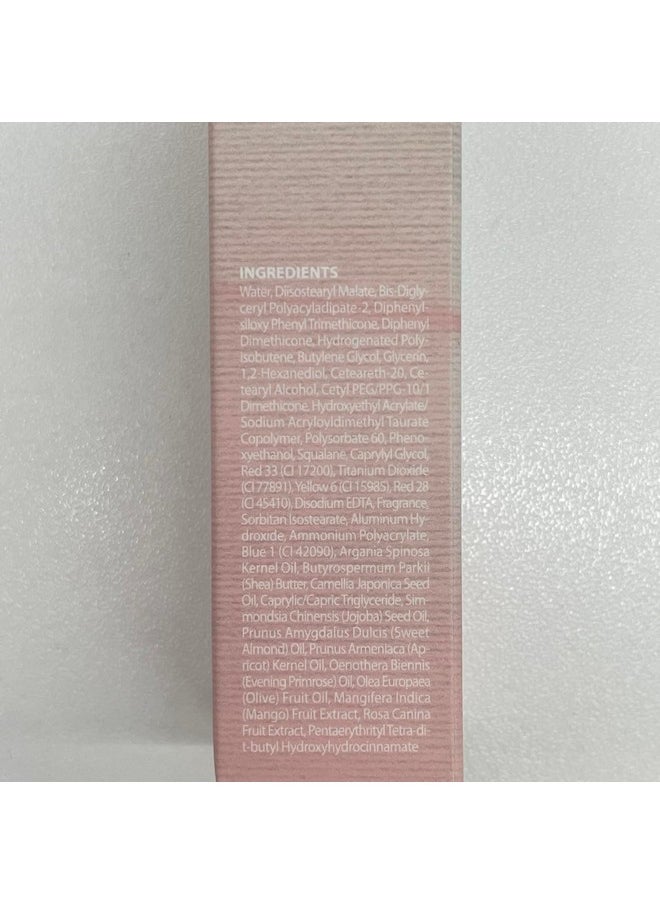 INGREDIENTS
Water, Diisostearyl Malate, Bis-Digly-
ceryl Polyacyladipate-2, Diphenyl-
siloxy Phenyl Trimethicone, Diphenyl
Dimethicone, Hydrogenated Poly-
isobutene, Butylene Glycol, Glycerin,
1,2-Hexanediol, Ceteareth-20, Ce-
tearyl Alcohol, Cetyl PEG/PPG-10/1
Dimethicone, Hydroxyethyl Acrylate/
Sodium Acryloyldimethyl Taurate
Copolymer, Polysorbate 60, Pheno-
xyethanol, Squalane, Caprylyl Glycol,
Red 33 (CI 17200), Titanium Dioxide
(CI 77891), Yellow 6 (CI 15985), Red 28
(CI 45410), Disodium EDTA, Fragrance,
Sorbitan Isostearate, Aluminum Hy-
droxide, Ammonium Polyacrylate,
Blue 1 (CI 42090), Argania Spinosa
Kernel Oil, Butyrospermum Parkii
(Shea) Butter, Camellia Japonica Seed
Oil, Caprylic/Capric Triglyceride, Sim-
mondsia Chinensis (Jojoba) Seed Oil,
Prunus Amygdalus Dulcis (Sweet
Almond) Oil, Prunus Armeniaca (Ap-
ricot) Kernel Oil, Oenothera Biennis
(Evening Primrose) Oil, Olea Europaea
(Olive) Fruit Oil, Mangifera Indica
(Mango) Fruit Extract, Rosa Canina
Fruit Extract, Pentaerythrityl Tetra-di-
t-butyl Hydroxyhydrocinnamate